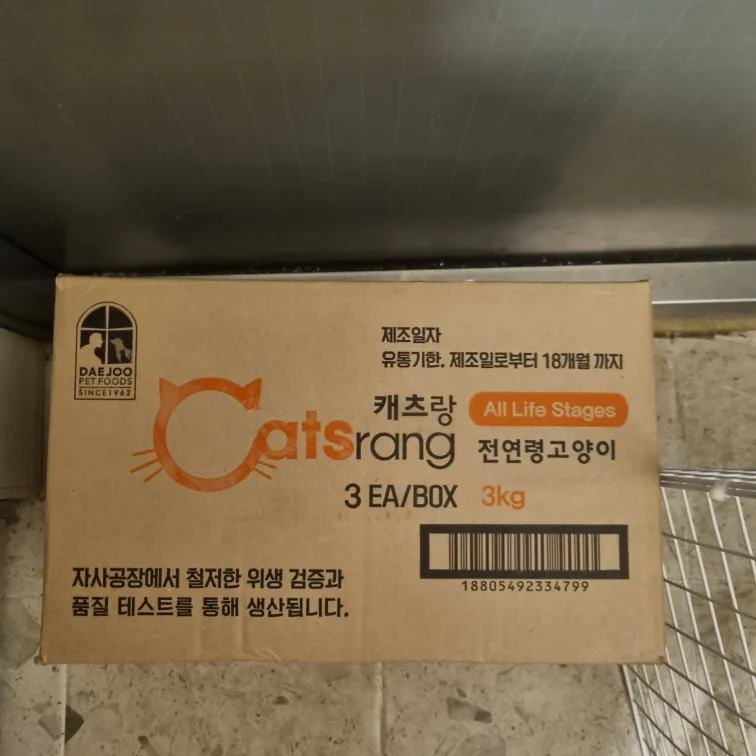 DAEJOO
PET FOODS
SINCE1962
제조일자
유통기한. 제조일로부터 18개월 까지
캐츠랑
Catsrang
All Life Stages
전연령고양이
3 EA/BOX 3kg
18805492334799
자사공장에서 철저한 위생 검증과
품질 테스트를 통해 생산됩니다.